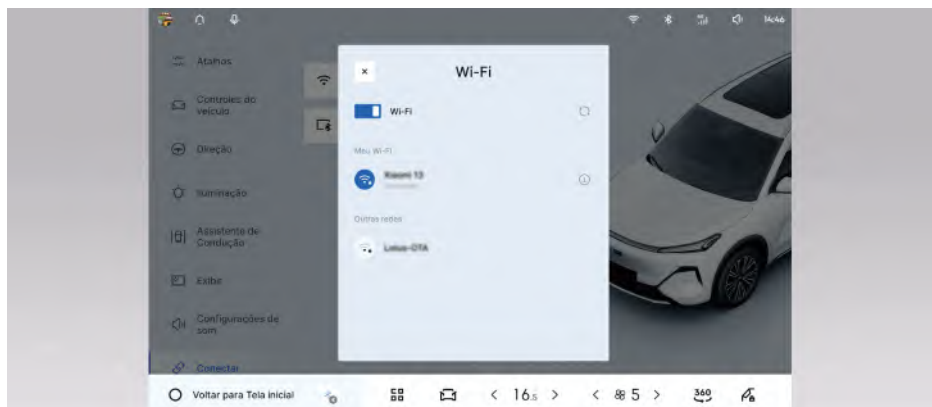 14:46
Atalhos
Wi-Fi
Controles do
veículo
Wi-Fi
Direção
Meu Wi-Fi
Xiaomi 13
Iluminação
Outras redes
Assistente de
Condução
Lotus-OTA
Exibir
Configurações de
som
Conectar
Voltar para Tela inicial
16.5
5
360